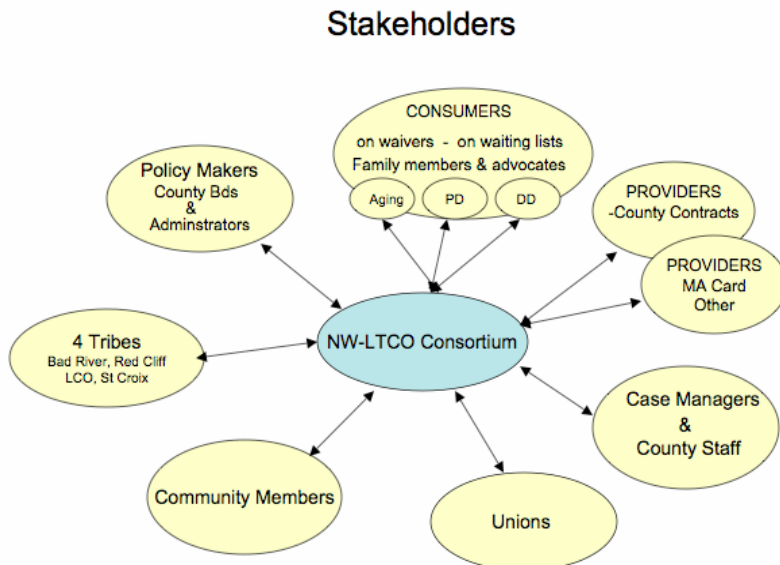 Stakeholders
CONSUMERS
on waivers - on waiting lists
Family members & advocates
Aging
PD
DD
Policy Makers
County Bds
&
Adminstrators
PROVIDERS
-County Contracts
PROVIDERS
MA Card
Other
NW-LTCO Consortium
4 Tribes
Bad River, Red Cliff
LCO, St Croix
Case Managers
&
County Staff
Community Members
Unions